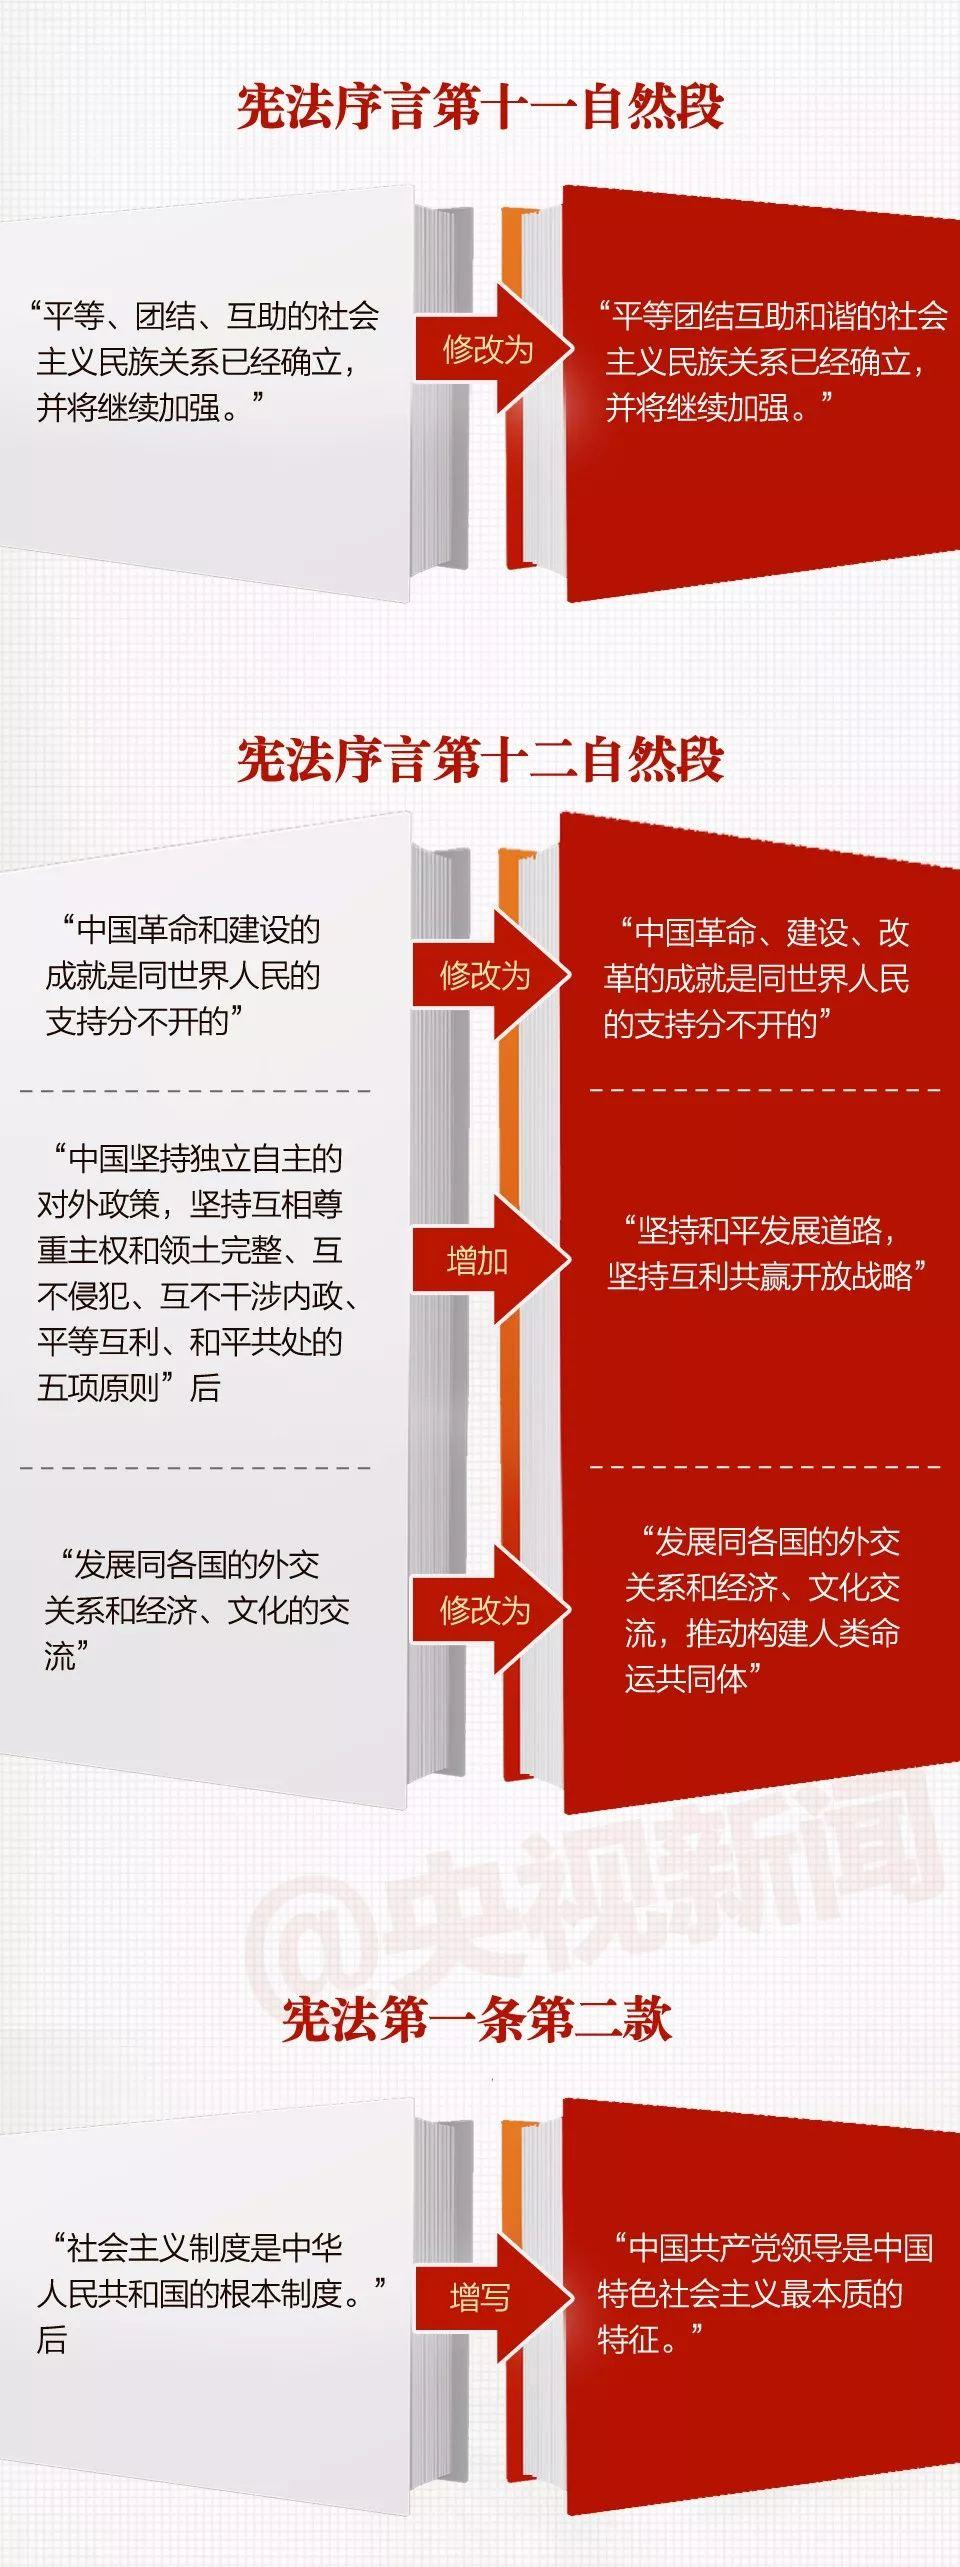 宪法序言第十一自然段
“平等、团结、互助的社会
主义民族关系已经确立，
并将继续加强。”
修改为
“平等团结互助和谐的社会
主义民族关系已经确立，
并将继续加强。”
宪法序言第十二自然段
“中国革命和建设的
成就是同世界人民的
支持分不开的”
修改为
“中国革命、建设、改
革的成就是同世界人民
的支持分不开的”
“中国坚持独立自主的
对外政策，坚持互相尊
重主权和领土完整、互
不侵犯、互不干涉内政、
平等互利、和平共处的
五项原则”后
增加
“坚持和平发展道路，
坚持互利共赢开放战略”
“发展同各国的外交
关系和经济、文化的交
流”
修改为
“发展同各国的外交
关系和经济、文化交
流，推动构建人类命
运共同体”
@央视新闻
宪法第一条第二款
“社会主义制度是中华
人民共和国的根本制度。”
后
增写
“中国共产党领导是中国
特色社会主义最本质的
特征。”